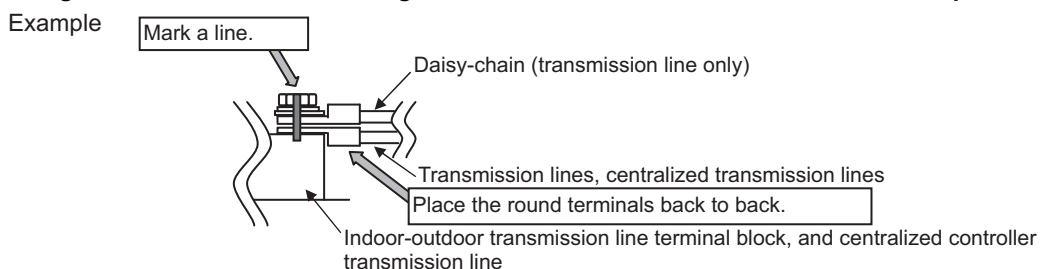 Example
Mark a line.
Daisy-chain (transmission line only)
Transmission lines, centralized transmission lines
Place the round terminals back to back.
Indoor-outdoor transmission line terminal block, and centralized controller
transmission line